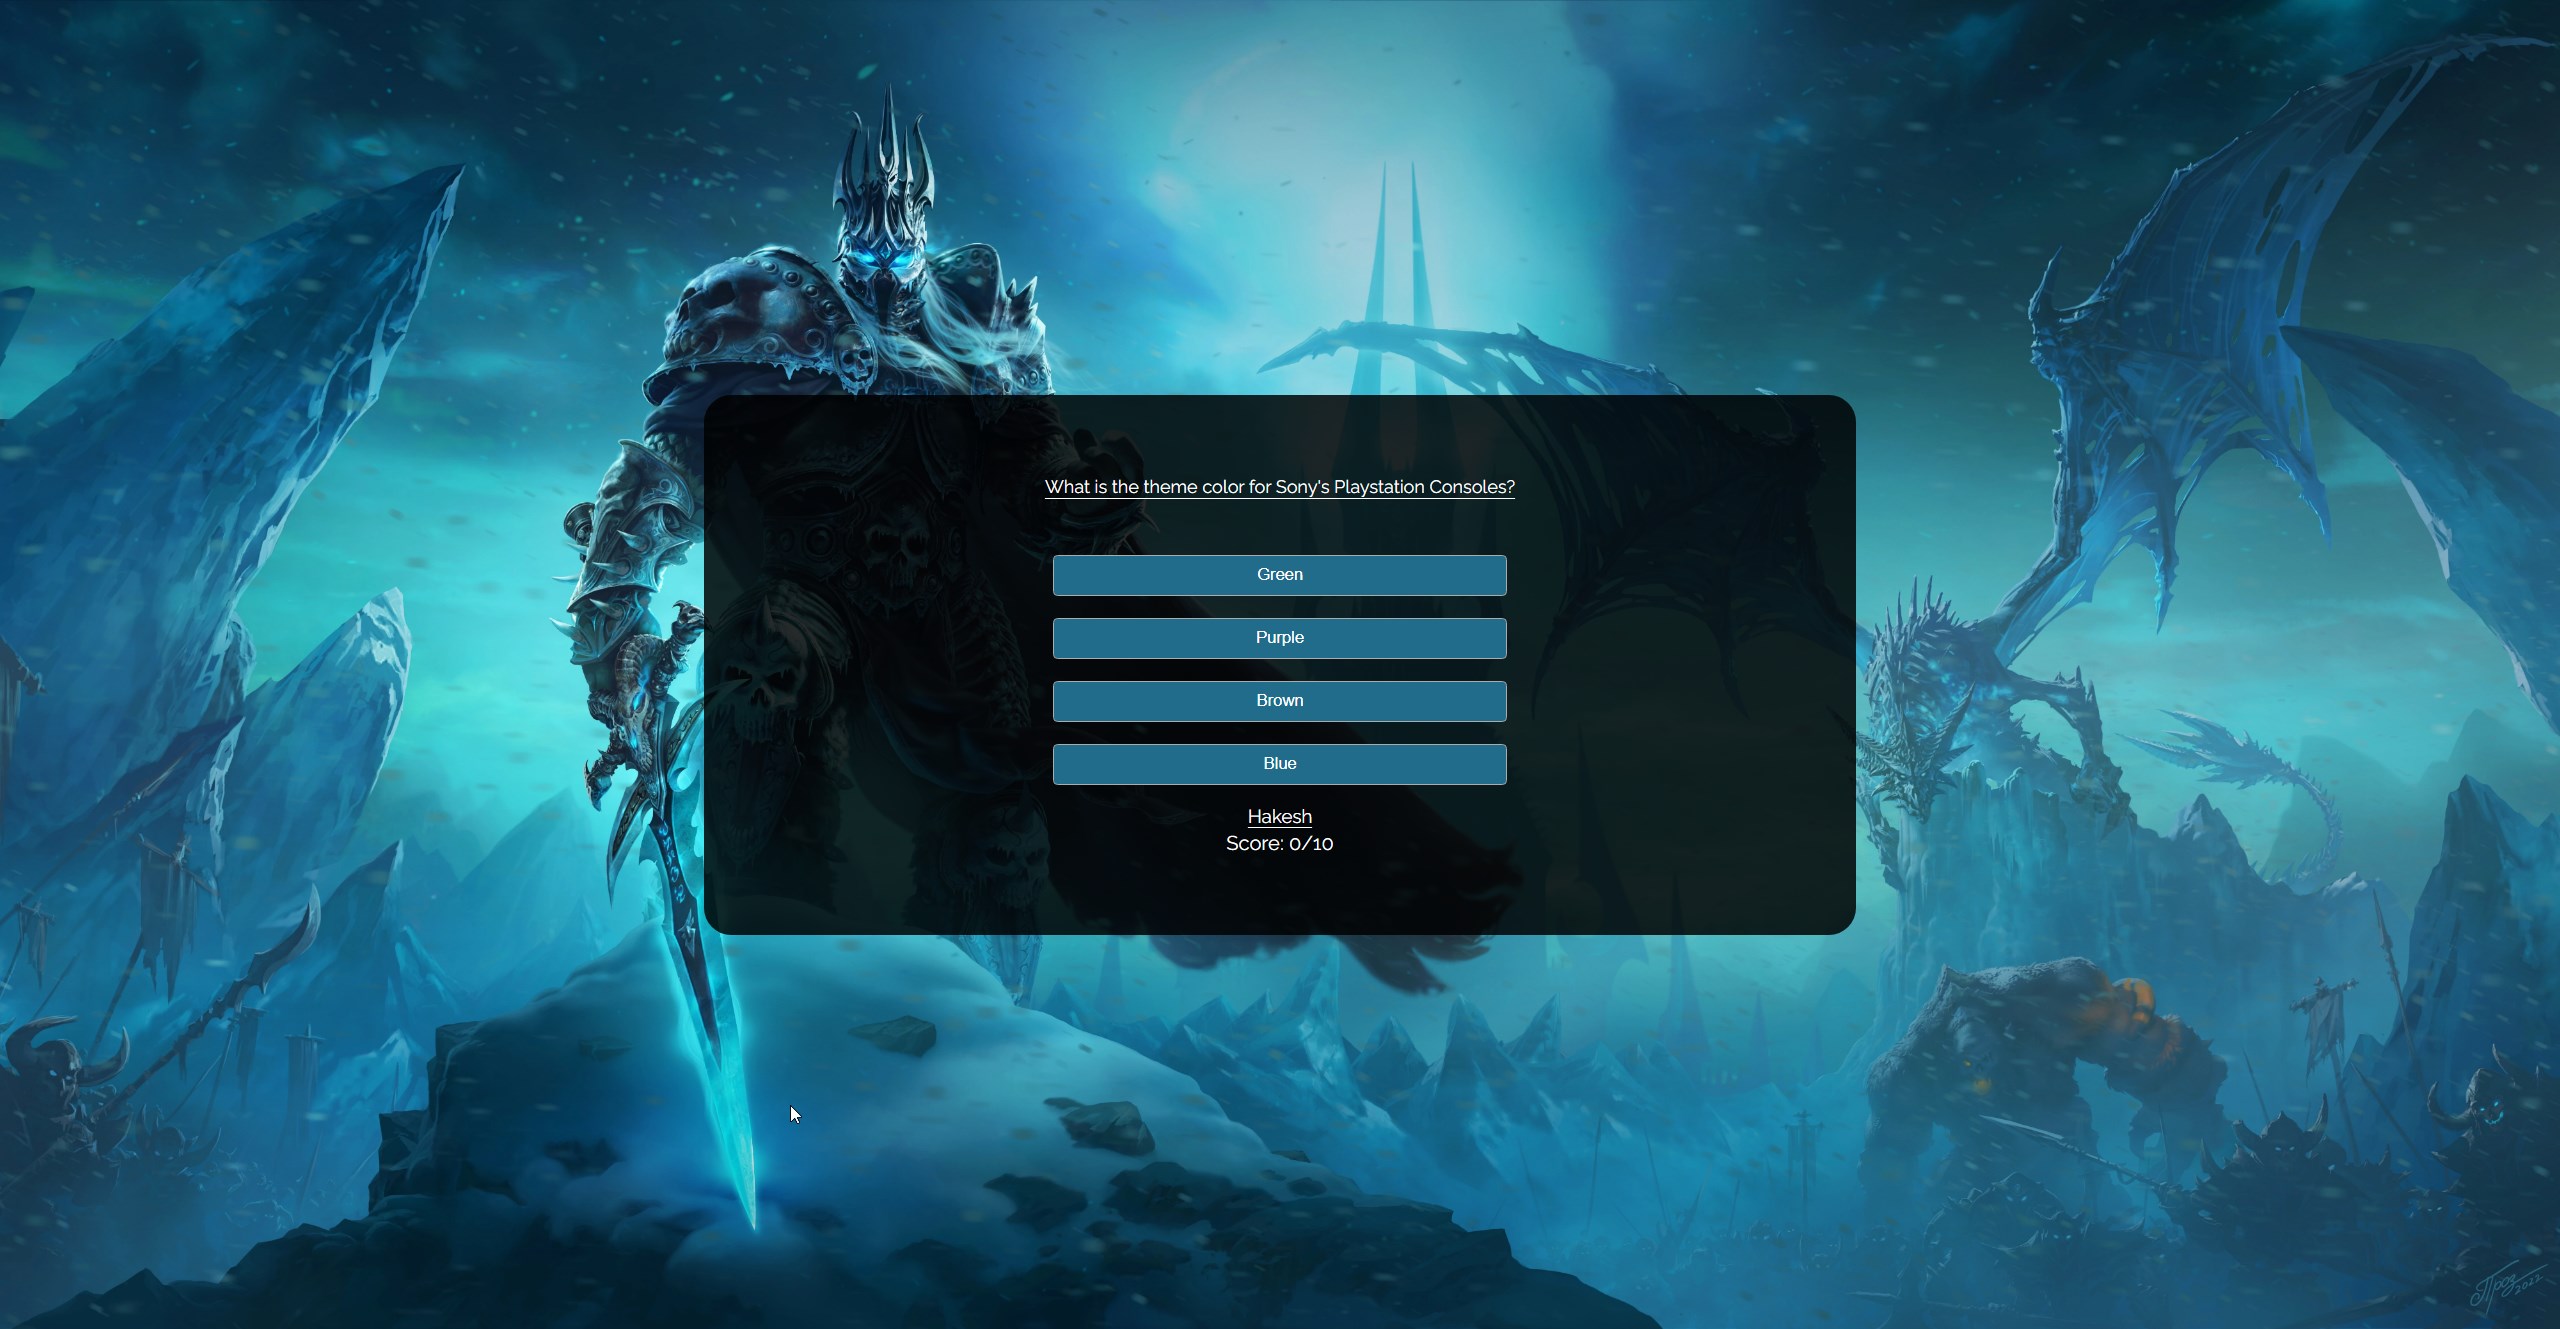 What is the theme color for Sony's Playstation Consoles?
Green
Purple
Brown
Blue
Hakesh
Score: 0/10